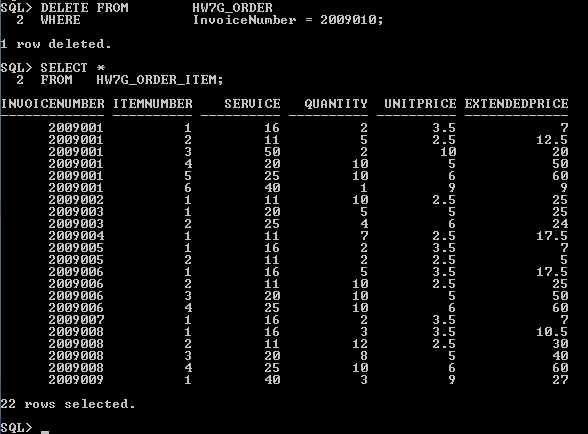 SQL> DELETE FROM HW7G_ORDER
2 WHERE InvoiceNumber = 2009010;
1 row deleted.
SQL> SELECT *
2 FROM HW7G_ORDER_ITEM;
INVOICENUMBER ITEMNUMBER SERVICE QUANTITY UNITPRICE EXTENDEDPRICE
------------- ---------- ---------- ---------- ---------- -------------
2009001 1 16 2 3.5 7
2009001 2 11 5 2.5 12.5
2009001 3 50 2 10 20
2009001 4 20 10 5 50
2009001 5 25 10 6 60
2009001 6 40 1 9 9
2009002 1 11 10 2.5 25
2009003 1 20 5 5 25
2009003 2 25 4 6 24
2009004 1 11 7 2.5 17.5
2009005 1 16 2 3.5 7
2009005 2 11 2 2.5 5
2009006 1 16 5 3.5 17.5
2009006 2 11 10 2.5 25
2009006 3 20 10 5 50
2009006 4 25 10 6 60
2009007 1 16 2 3.5 7
2009008 1 16 3 3.5 10.5
2009008 2 11 12 2.5 30
2009008 3 20 8 5 40
2009008 4 25 10 6 60
2009009 1 40 3 9 27
22 rows selected.
SQL> _